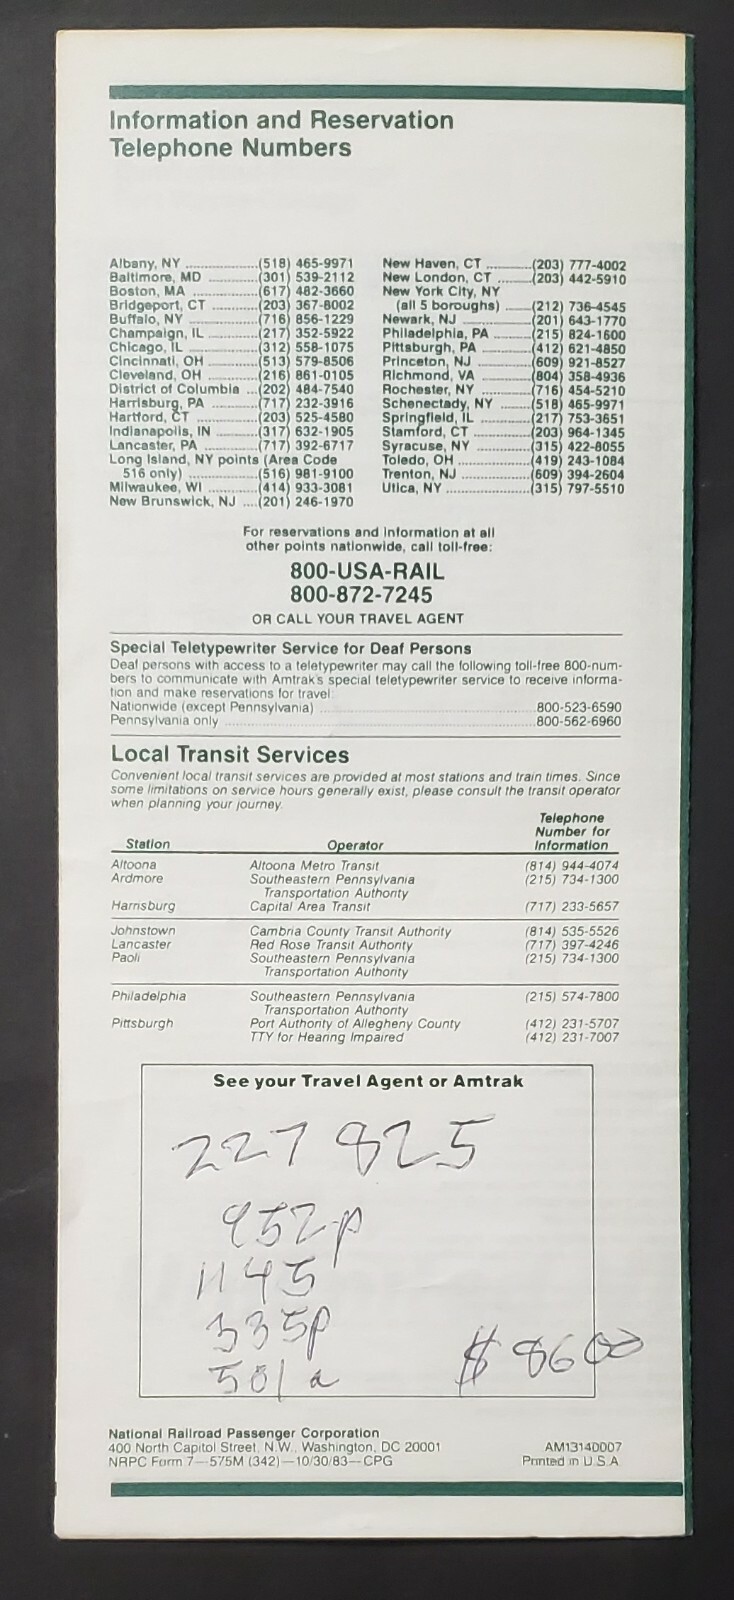 Information and Reservation
Telephone Numbers
Albany, NY (518) 465-9971
Baltimore, MD (301) 539-2112
Boston, MA (617) 482-3660
Bridgeport, CT (203) 367-8002
Buffalo, NY (716) 856-1229
Champaign, IL (217) 352-5922
Chicago, IL (312) 558-1075
Cincinnati, OH (513) 579-8506
Cleveland, OH (216) 861-0105
District of Columbia (202) 484-7540
Harrisburg, PA (717) 232-3916
Hartford, CT (203) 525-4580
Indianapolis, IN (317) 632-1905
Lancaster, PA (717) 392-6717
Long Island, NY points (Area Code
516 only) (516) 981-9100
Milwaukee, WI (414) 933-3081
New Brunswick, NJ (201) 246-1970
New Haven, CT (203) 777-4002
New London, CT (203) 442-5910
New York City, NY
(all 5 boroughs) (212) 736-4545
Newark, NJ (201) 643-1770
Philadelphia, PA (215) 824-1600
Pittsburgh, PA (412) 621-4850
Princeton, NJ (609) 921-8527
Richmond, VA (804) 358-4936
Rochester, NY (716) 454-5210
Schenectady, NY (518) 465-9971
Springfield, IL (217) 753-3651
Stamford, CT (203) 964-1345
Syracuse, NY (315) 422-8055
Toledo, OH (419) 243-1084
Trenton, NJ (609) 394-2604
Utica, NY (315) 797-5510
For reservations and information at all
other points nationwide, call toll-free:
800-USA-RAIL
800-872-7245
OR CALL YOUR TRAVEL AGENT
Special Teletypewriter Service for Deaf Persons
Deaf persons with access to a teletypewriter may call the following toll-free 800-num-
bers to communicate with Amtrak's special teletypewriter service to receive informa-
tion and make reservations for travel:
Nationwide (except Pennsylvania) 800-523-6590
Pennsylvania only 800-562-6960
Local Transit Services
Convenient local transit services are provided at most stations and train times. Since
some limitations on service hours generally exist, please consult the transit operator
when planning your journey.
Station Operator Telephone Number for Information
Altoona Altoona Metro Transit (814) 944-4074
Ardmore Southeastern Pennsylvania (215) 734-1300
Transportation Authority
Harrisburg Capital Area Transit (717) 233-5657
Johnstown Cambria County Transit Authority (814) 535-5526
Lancaster Red Rose Transit Authority (717) 397-4246
Paoli Southeastern Pennsylvania (215) 734-1300
Transportation Authority
Philadelphia Southeastern Pennsylvania (215) 574-7800
Transportation Authority
Pittsburgh Port Authority of Allegheny County (412) 231-5707
TTY for Hearing Impaired (412) 231-7007
See your Travel Agent or Amtrak
227 825
952p
1145
335p
501a
$ 8600
National Railroad Passenger Corporation
400 North Capitol Street, N.W., Washington, DC 20001
NRPC Form 7—575M (342)—10/30/83—CPG
AM13140007
Printed in U.S.A.